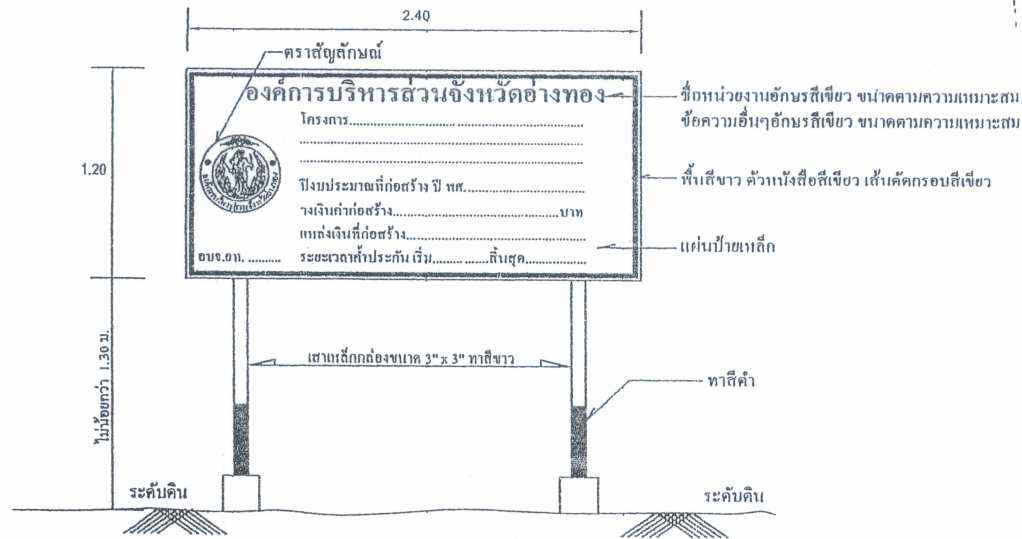 2.40
ตราสัญลักษณ์
องค์การบริหารส่วนจังหวัดอ่างทอง
ชื่อหน่วยงานอักษรสีเขียว ขนาดตามความเหมาะสม
ข้อความอื่นๆอักษรสีเขียว ขนาดตามความเหมาะสม
โครงการ............................................................
1.20
พื้นสีขาว ตัวหนังสือสีเขียว เส้นตัดกรอบสีเขียว
ปีงบประมาณที่ก่อสร้าง ปี พศ..............................
วงเงินค่าก่อสร้าง..........................................บาท
แหล่งเงินที่ก่อสร้าง.............................................
แผ่นป้ายเหล็ก
อบจ.อท. .........
ระยะเวลาค้ำประกัน เริ่ม..............สิ้นสุด...............
ไม่น้อยกว่า 1.30 ม.
เสาเหล็กกล่องขนาด 3" x 3" ทาสีขาว
ทาสีดำ
ระดับดิน
ระดับดิน